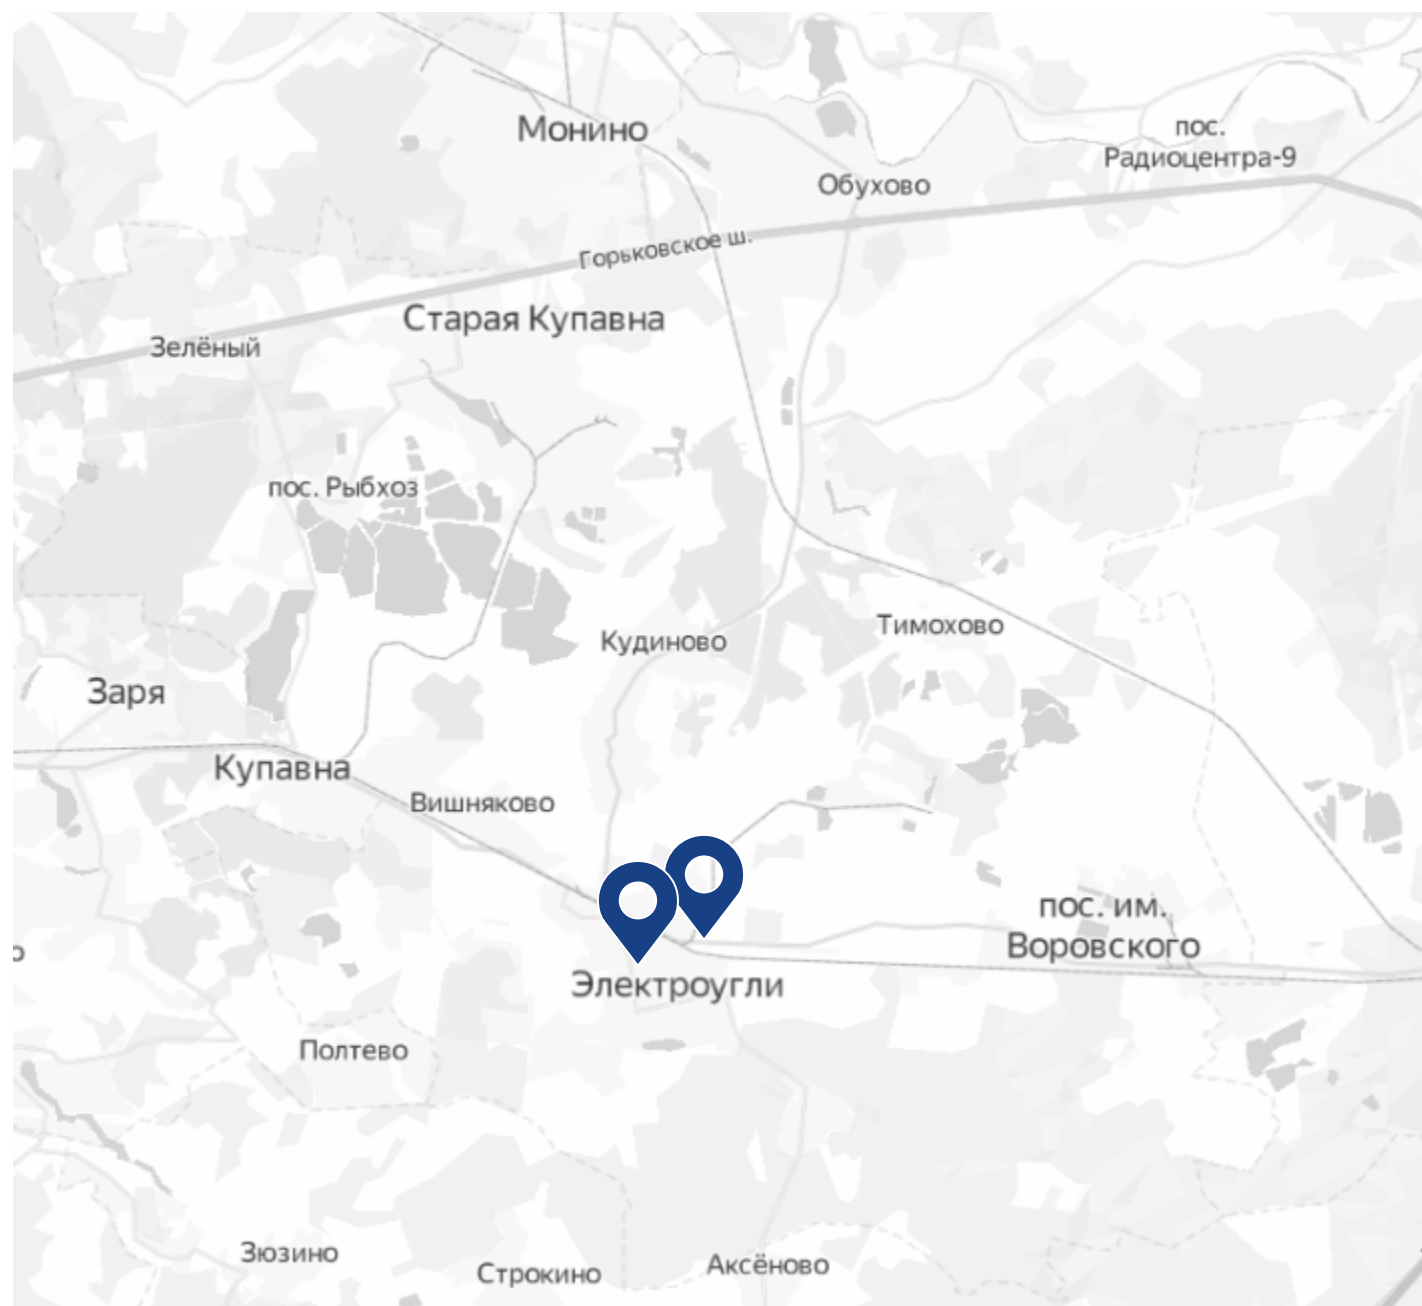 Монино
пос.
Радиоцентра-9
Обухово
Горьковское ш.
Старая Купавна
Зелёный
пос. Рыбхоз
Тимохово
Кудиново
Заря
Купавна
Вишняково
пос. им.
Воровского
Электроугли
Полтево
Зюзино
Строкино
Аксёново